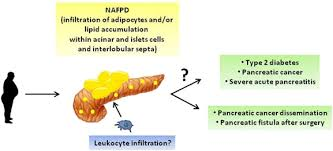 NAFPD
(infiltration of adipocytes and/or
lipid accumulation
within acinar and islets cells
and interlobular septa)
?
• Type 2 diabetes
• Pancreatic cancer
• Severe acute pancreatitis
• Pancreatic cancer dissemination
• Pancreatic fistula after surgery
Leukocyte infiltration?